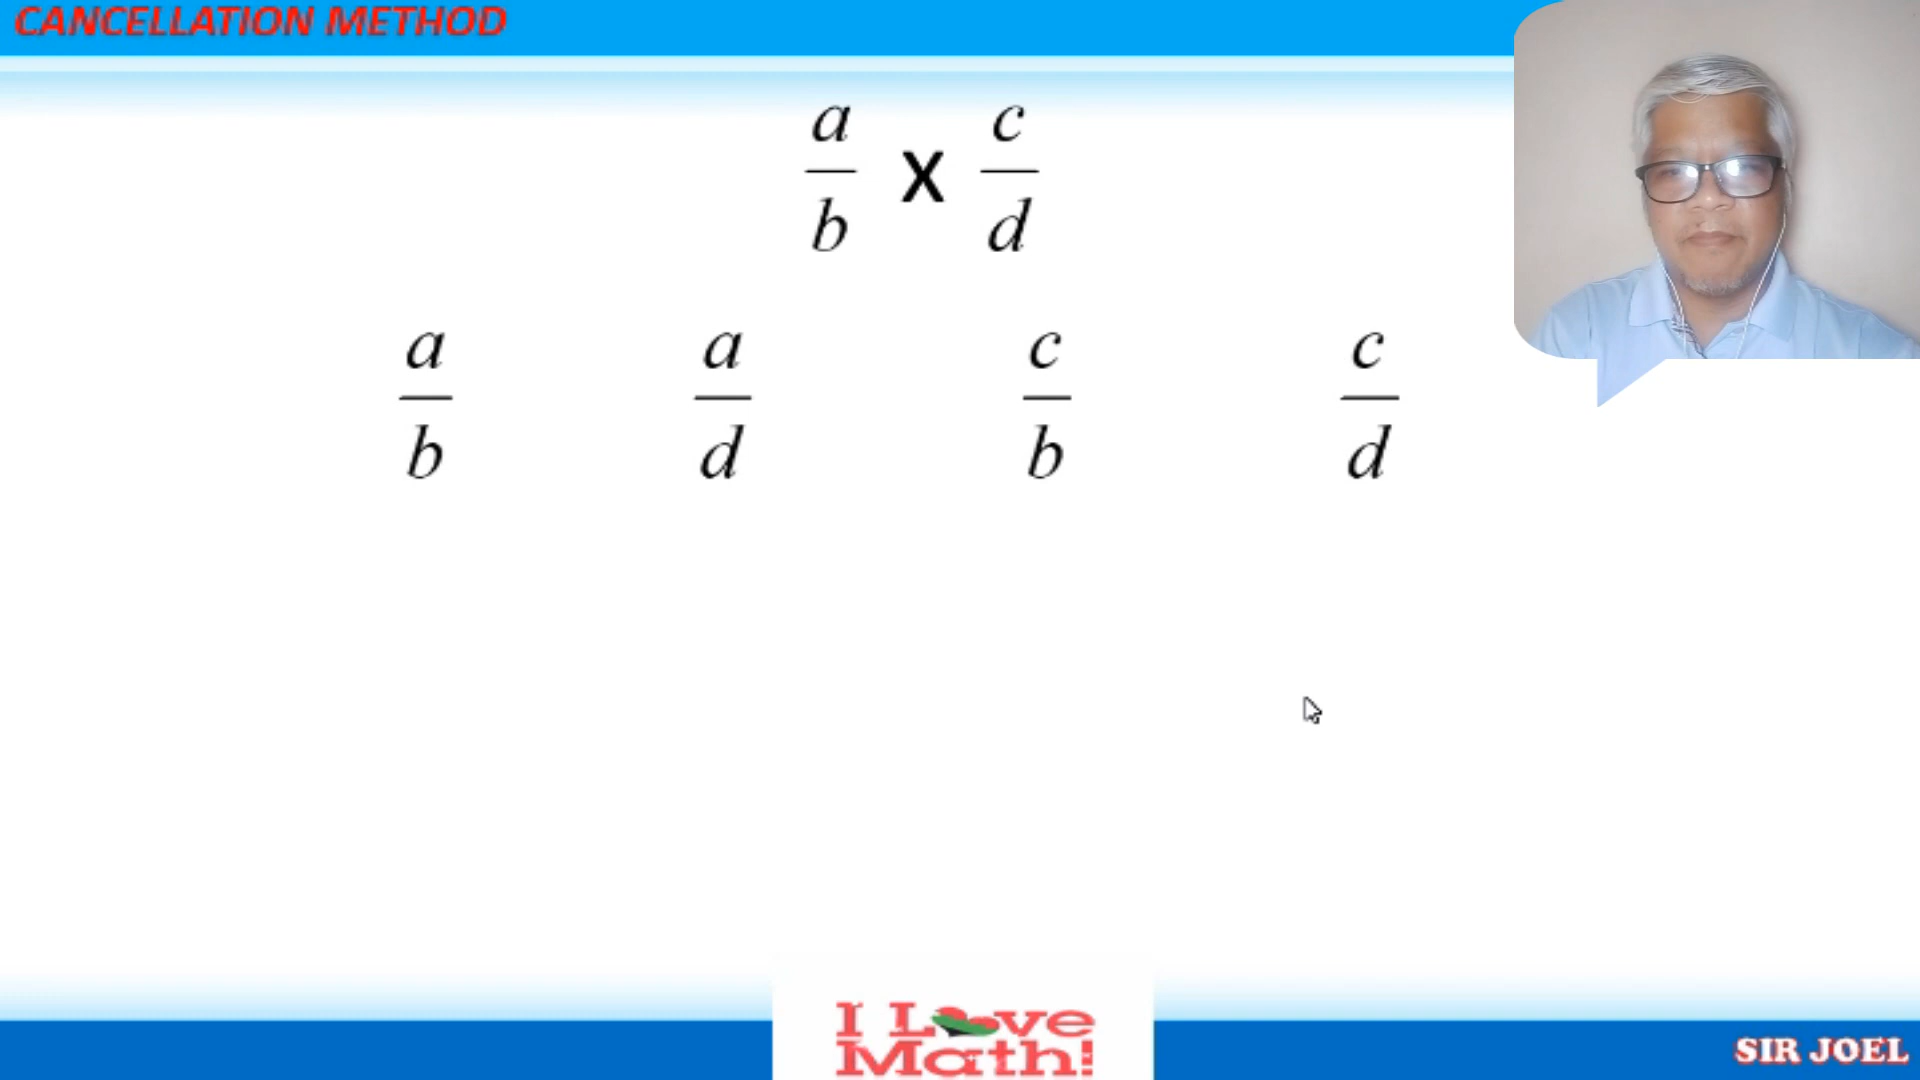 CANCELLATION METHOD
a/b X c/d
a/b a/d c/b c/d
I Love
Math!
SIR JOEL